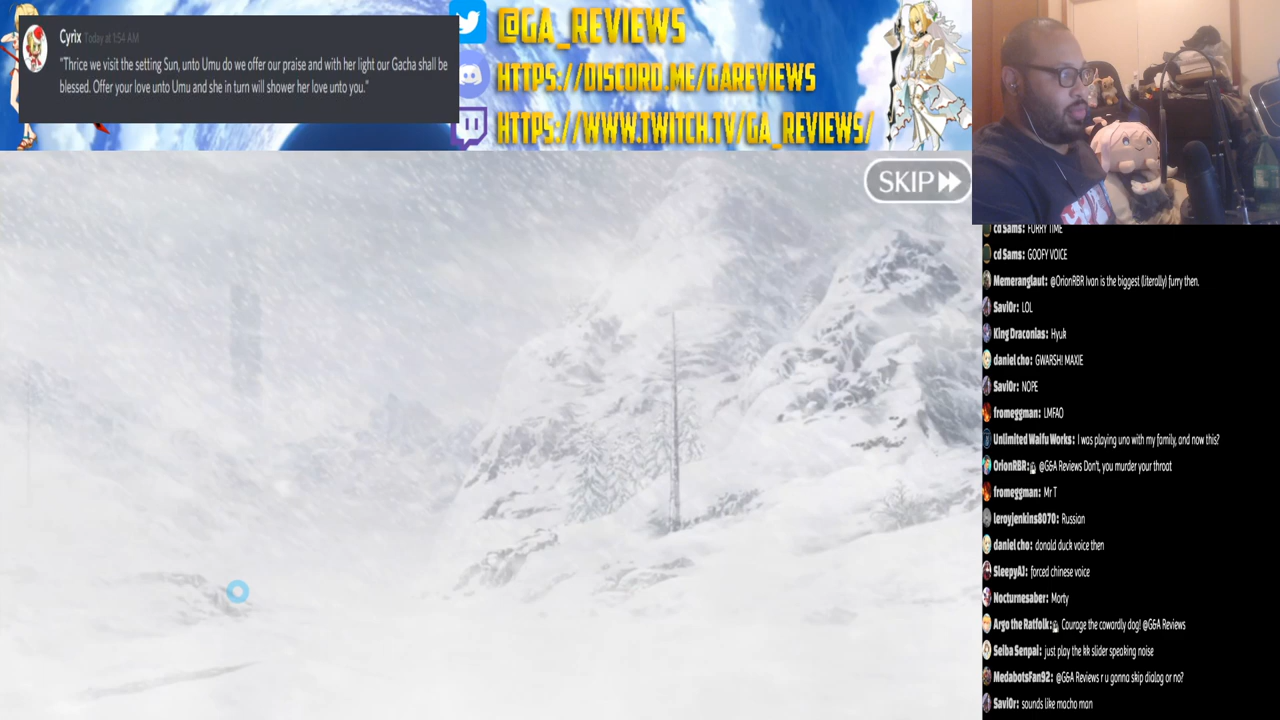 Cyrix Today at 1:54 AM
"Thrice we visit the setting Sun, unto Umu do we offer our praise and with her light our Gacha shall be
blessed. Offer your love unto Umu and she in turn will shower her love unto you."
@GA_REVIEWS
HTTPS://DISCORD.ME/GAREVIEWS
HTTPS://WWW.TWITCH.TV/GA_REVIEWS/
SKIP
cd Sams: FURRY TIME
cd Sams: GOOFY VOICE
Memeranglaut: @OrionRBR Ivan is the biggest (literally) furry then.
Savi0r: LOL
King Draconias: Hyuk
daniel cho: GWARSH! MAXIE
Savi0r: NOPE
fromeggman: LMFAO
Unlimited Waifu Works: I was playing uno with my family, and now this?
OrionRBR: @G&A Reviews Don't, you murder your throat
fromeggman: Mr T
leroyjenkins8070: Russian
daniel cho: donald duck voice then
SleepyAJ: forced chinese voice
Nocturnesaber: Morty
Argo the Ratfolk: Courage the cowardly dog! @G&A Reviews
Seiba Senpai: just play the kk slider speaking noise
MedabotsFan92: @G&A Reviews r u gonna skip dialog or no?
Savi0r: sounds like macho man